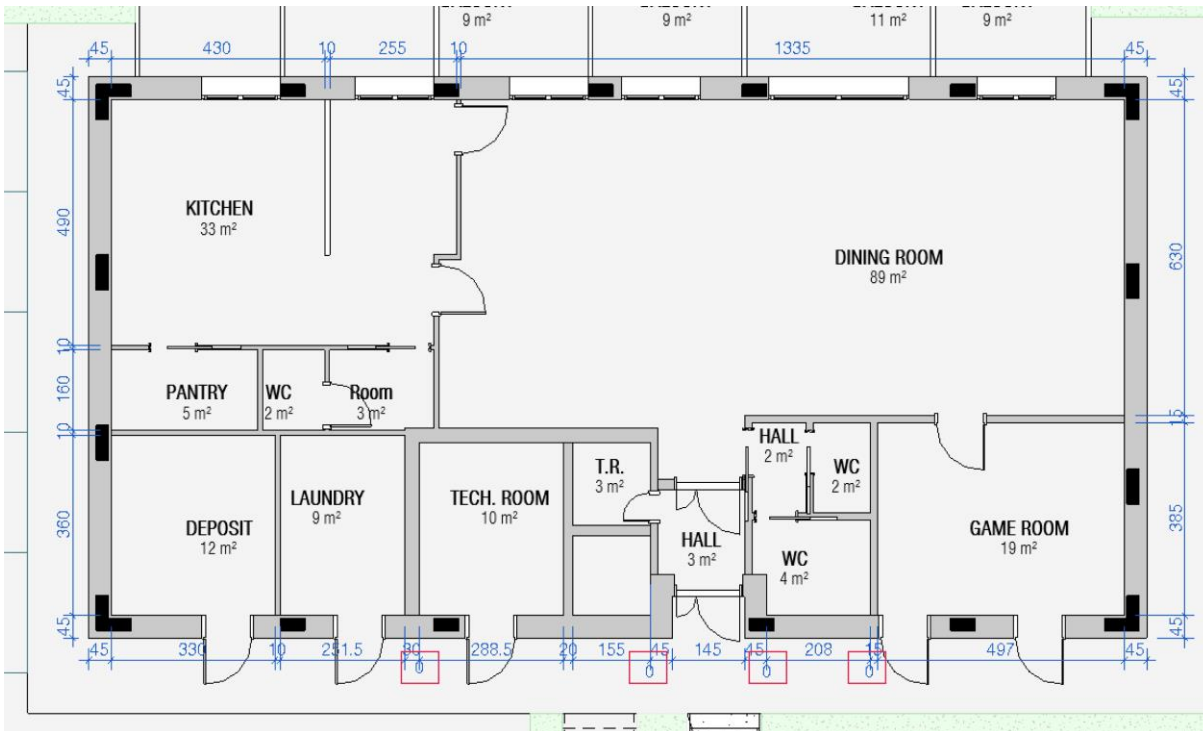 9 m²
9 m²
11 m²
9 m²
45
430
10
255
10
1335
45
45
45
KITCHEN
33 m²
490
DINING ROOM
89 m²
630
10
PANTRY
5 m²
WC
2 m²
Room
3 m²
160
10
15
HALL
2 m²
WC
2 m²
T.R.
3 m²
LAUNDRY
9 m²
TECH. ROOM
10 m²
DEPOSIT
12 m²
360
HALL
3 m²
WC
4 m²
GAME ROOM
19 m²
385
45
45
45
330
10
251.5
30
288.5
20
155
45
145
45
208
15
497
45
0
0
0
0